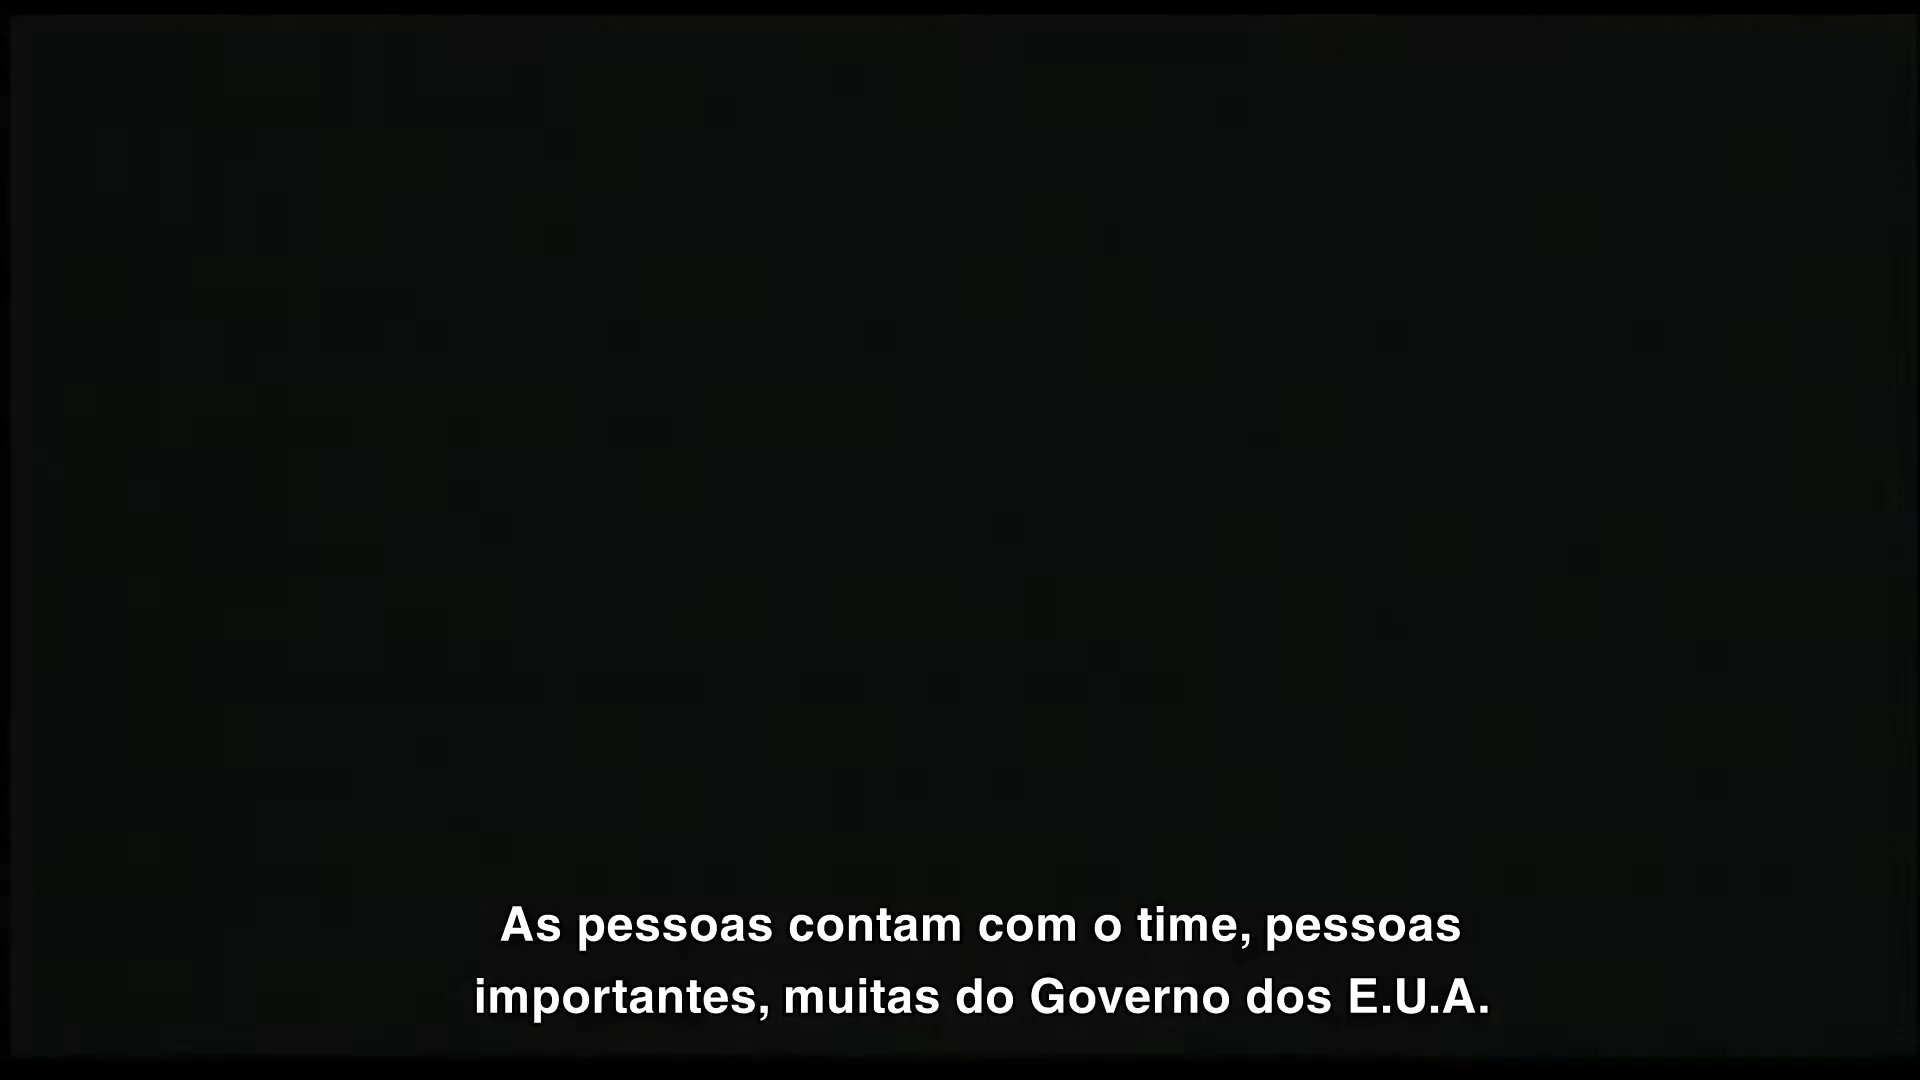 As pessoas contam com o time, pessoas
importantes, muitas do Governo dos E.U.A.